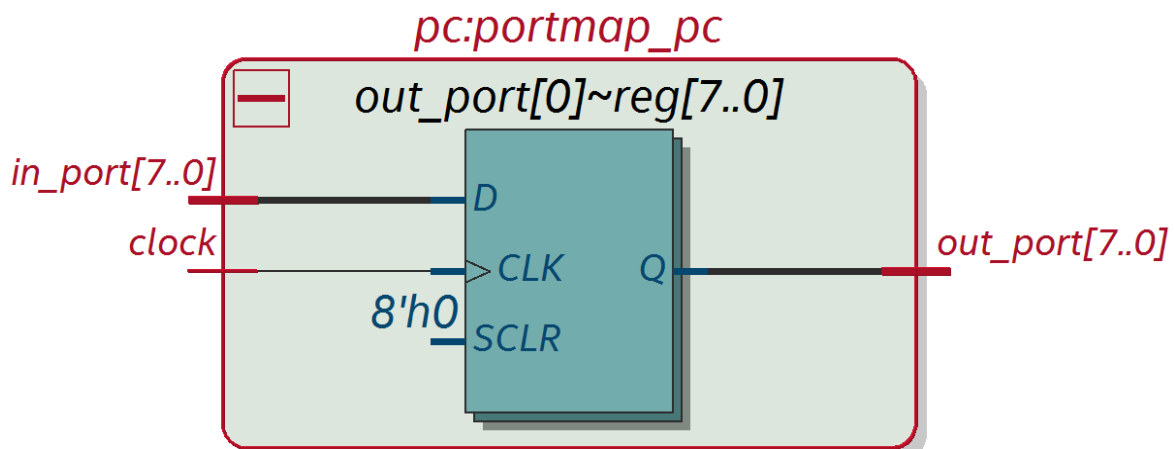 pc:portmap_pc
out_port[0]~reg[7..0]
in_port[7..0]
D
clock
CLK
Q
out_port[7..0]
8'h0
SCLR